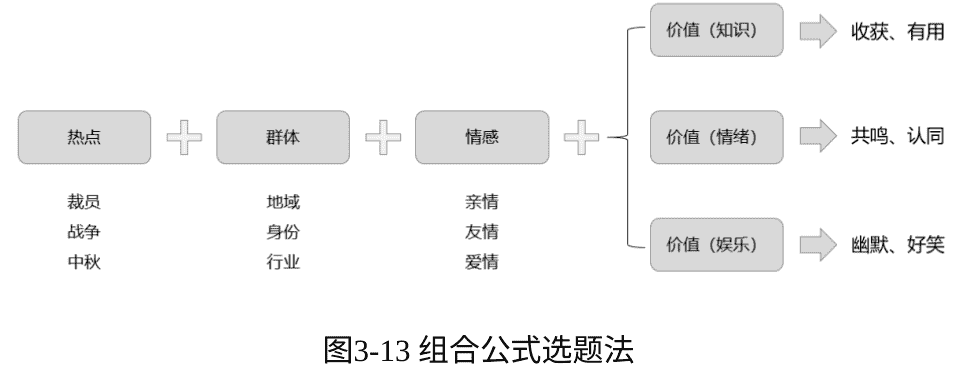 价值（知识）
收获、有用
热点
群体
情感
价值（情绪）
共鸣、认同
裁员
地域
亲情
战争
身份
友情
价值（娱乐）
幽默、好笑
中秋
行业
爱情
图3-13 组合公式选题法